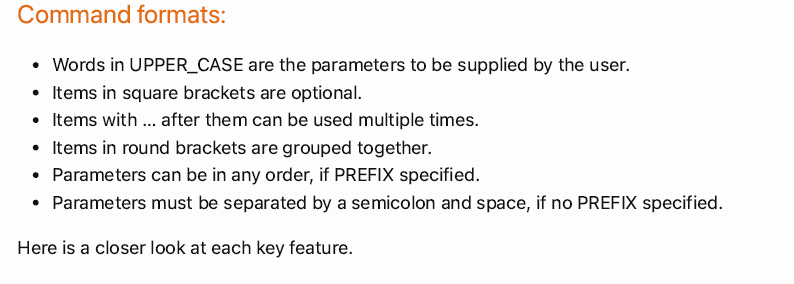 Command formats:
• Words in UPPER_CASE are the parameters to be supplied by the user.
• Items in square brackets are optional.
• Items with ... after them can be used multiple times.
• Items in round brackets are grouped together.
• Parameters can be in any order, if PREFIX specified.
• Parameters must be separated by a semicolon and space, if no PREFIX specified.
Here is a closer look at each key feature.